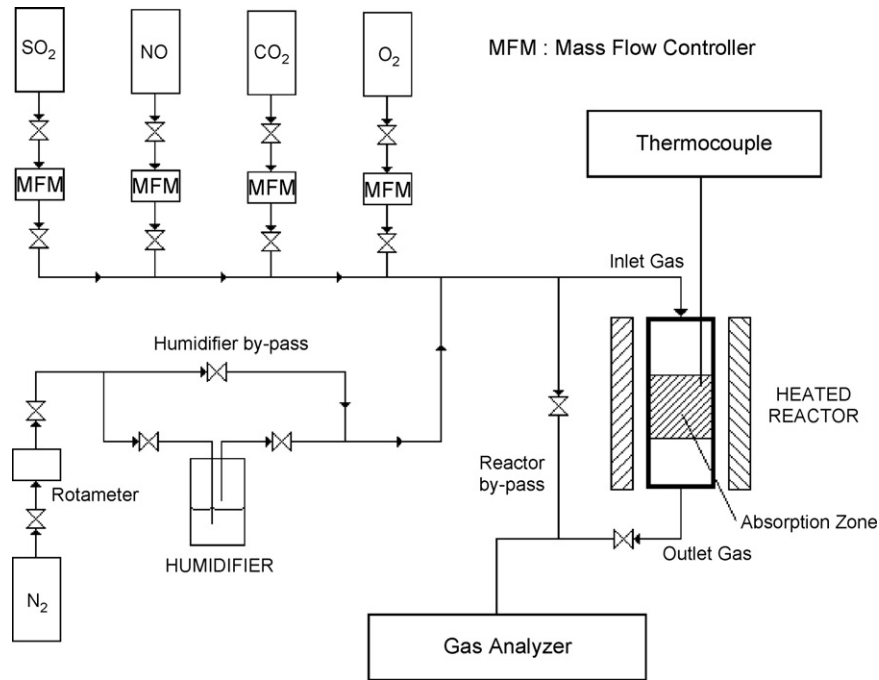 SO2
NO
CO2
O2
MFM : Mass Flow Controller
Thermocouple
MFM
MFM
MFM
MFM
Inlet Gas
Humidifier by-pass
HEATED
REACTOR
Reactor
by-pass
Rotameter
Absorption Zone
Outlet Gas
HUMIDIFIER
N2
Gas Analyzer